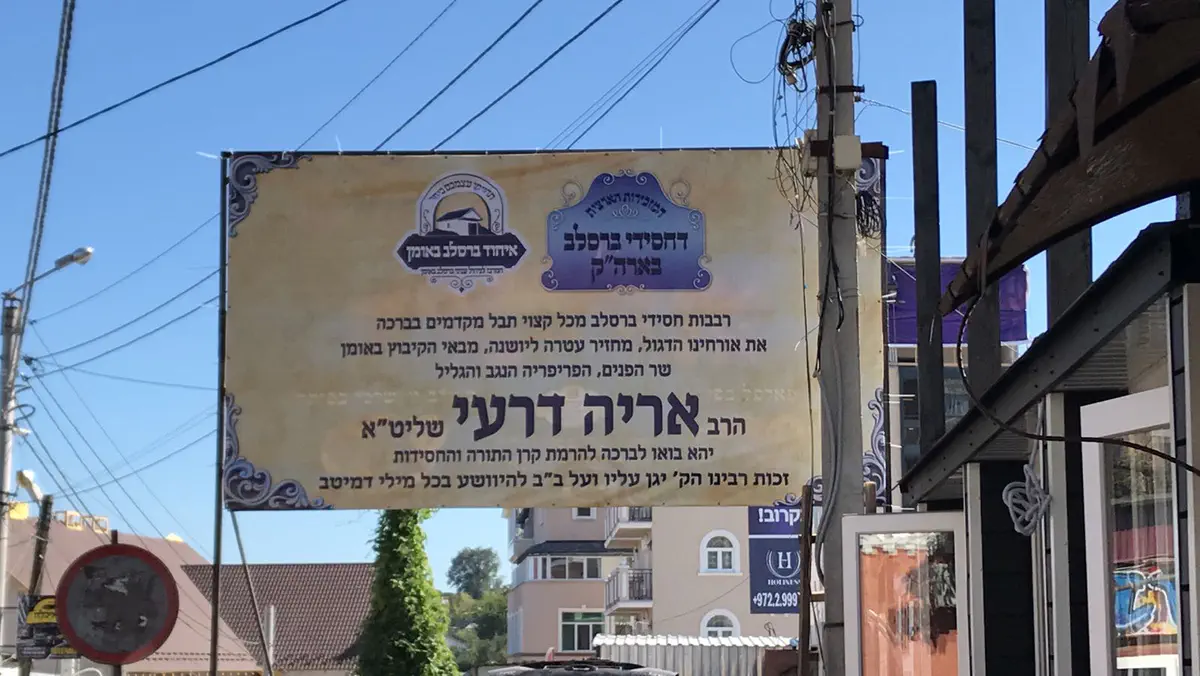 המזכירות הארצית
דחסידי ברסלב
בארה"ק
איחוד ברסלב באומן
רבבות חסידי ברסלב מכל קצוי תבל מקדמים בברכה
את אורחינו הדגול, מחזיר עטרה ליושנה, מבאי הקיבוץ באומן
שר הפנים, הפריפריה הנגב והגליל
הרב אריה דרעי שליט"א
יהא בואו לברכה להרמת קרן התורה והחסידות
זכות רבינו הק' יגן עליו ועל ב"ב להיוושע בכל מילי דמיטב
קרוב!
H
HOLINESS
+972.2.999